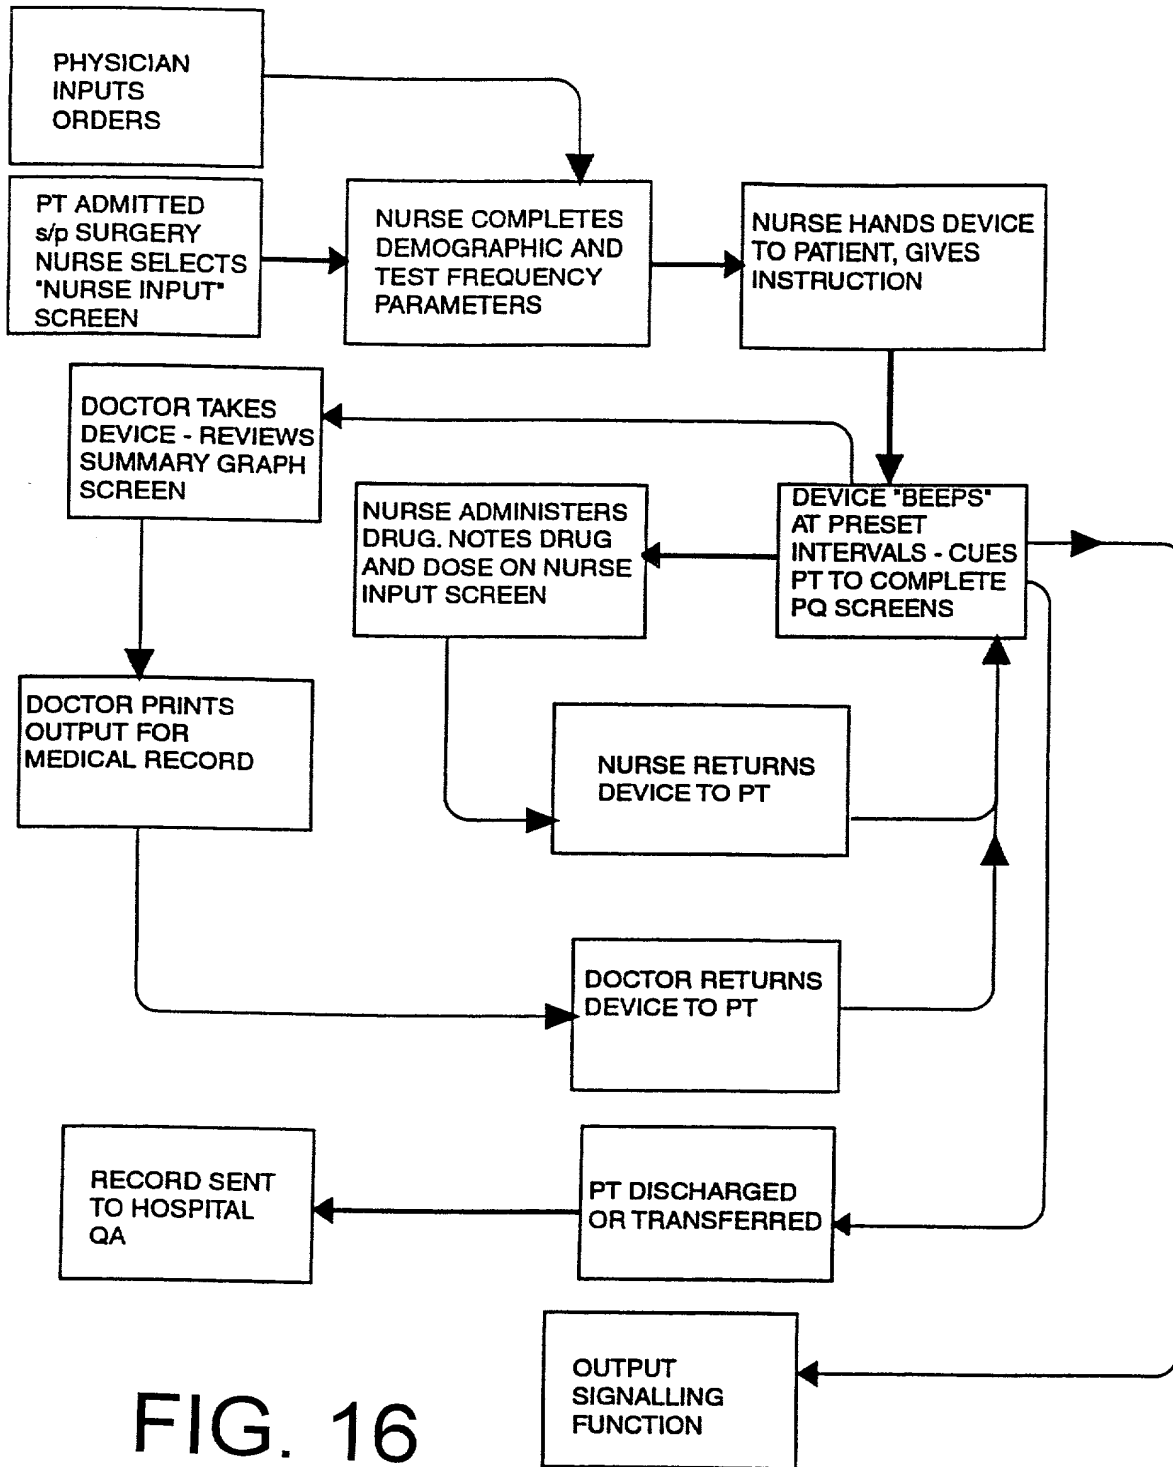 PHYSICIAN
INPUTS
ORDERS
PT ADMITTED
s/p SURGERY
NURSE SELECTS
"NURSE INPUT"
SCREEN
NURSE COMPLETES
DEMOGRAPHIC AND
TEST FREQUENCY
PARAMETERS
NURSE HANDS DEVICE
TO PATIENT, GIVES
INSTRUCTION
DOCTOR TAKES
DEVICE - REVIEWS
SUMMARY GRAPH
SCREEN
NURSE ADMINISTERS
DRUG. NOTES DRUG
AND DOSE ON NURSE
INPUT SCREEN
DEVICE "BEEPS"
AT PRESET
INTERVALS - CUES
PT TO COMPLETE
PQ SCREENS
DOCTOR PRINTS
OUTPUT FOR
MEDICAL RECORD
NURSE RETURNS
DEVICE TO PT
DOCTOR RETURNS
DEVICE TO PT
RECORD SENT
TO HOSPITAL
QA
PT DISCHARGED
OR TRANSFERRED
OUTPUT
SIGNALLING
FUNCTION
FIG. 16